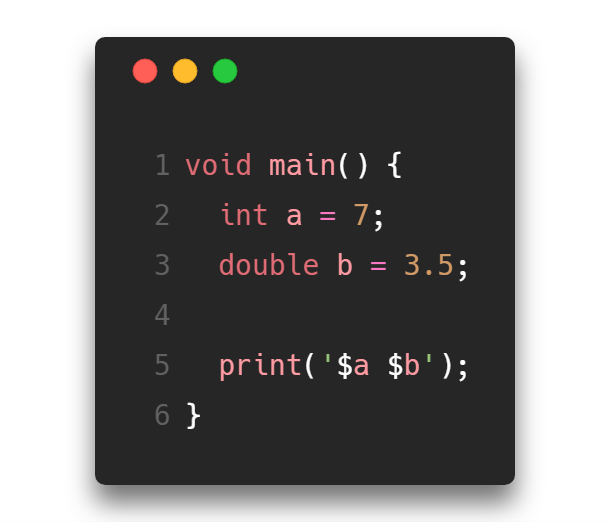 1 void main() {
2   int a = 7;
3   double b = 3.5;
4
5   print('$a $b');
6 }